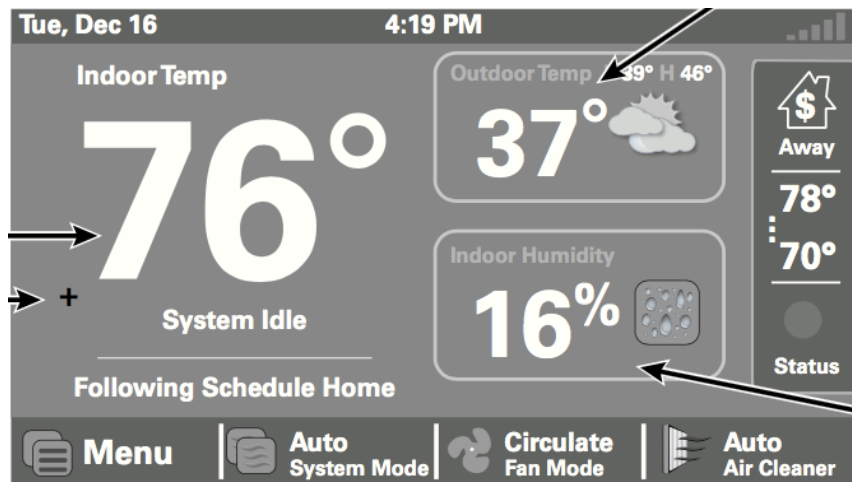 Tue, Dec 16
4:19 PM
Indoor Temp
76°
+
System Idle
Following Schedule Home
Outdoor Temp 39° H 46°
37°
Indoor Humidity
16%
$
Away
78°
70°
Status
Menu
Auto
System Mode
Circulate
Fan Mode
Auto
Air Cleaner